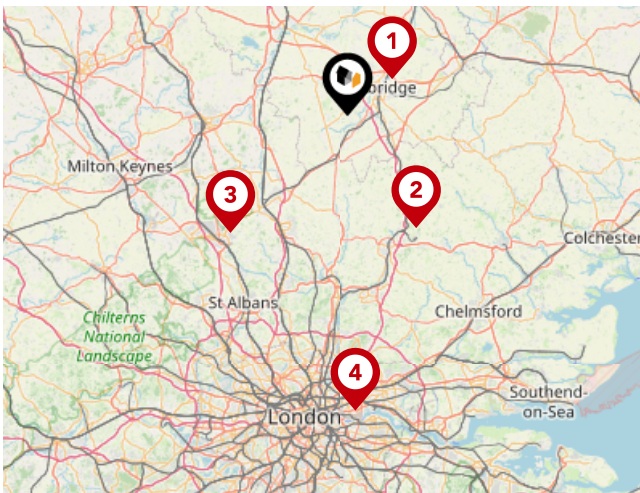 1
bridge
Milton Keynes
3
2
Colchester
St Albans
Chilterns
National
Landscape
Chelmsford
4
London
Southend-
on-Sea